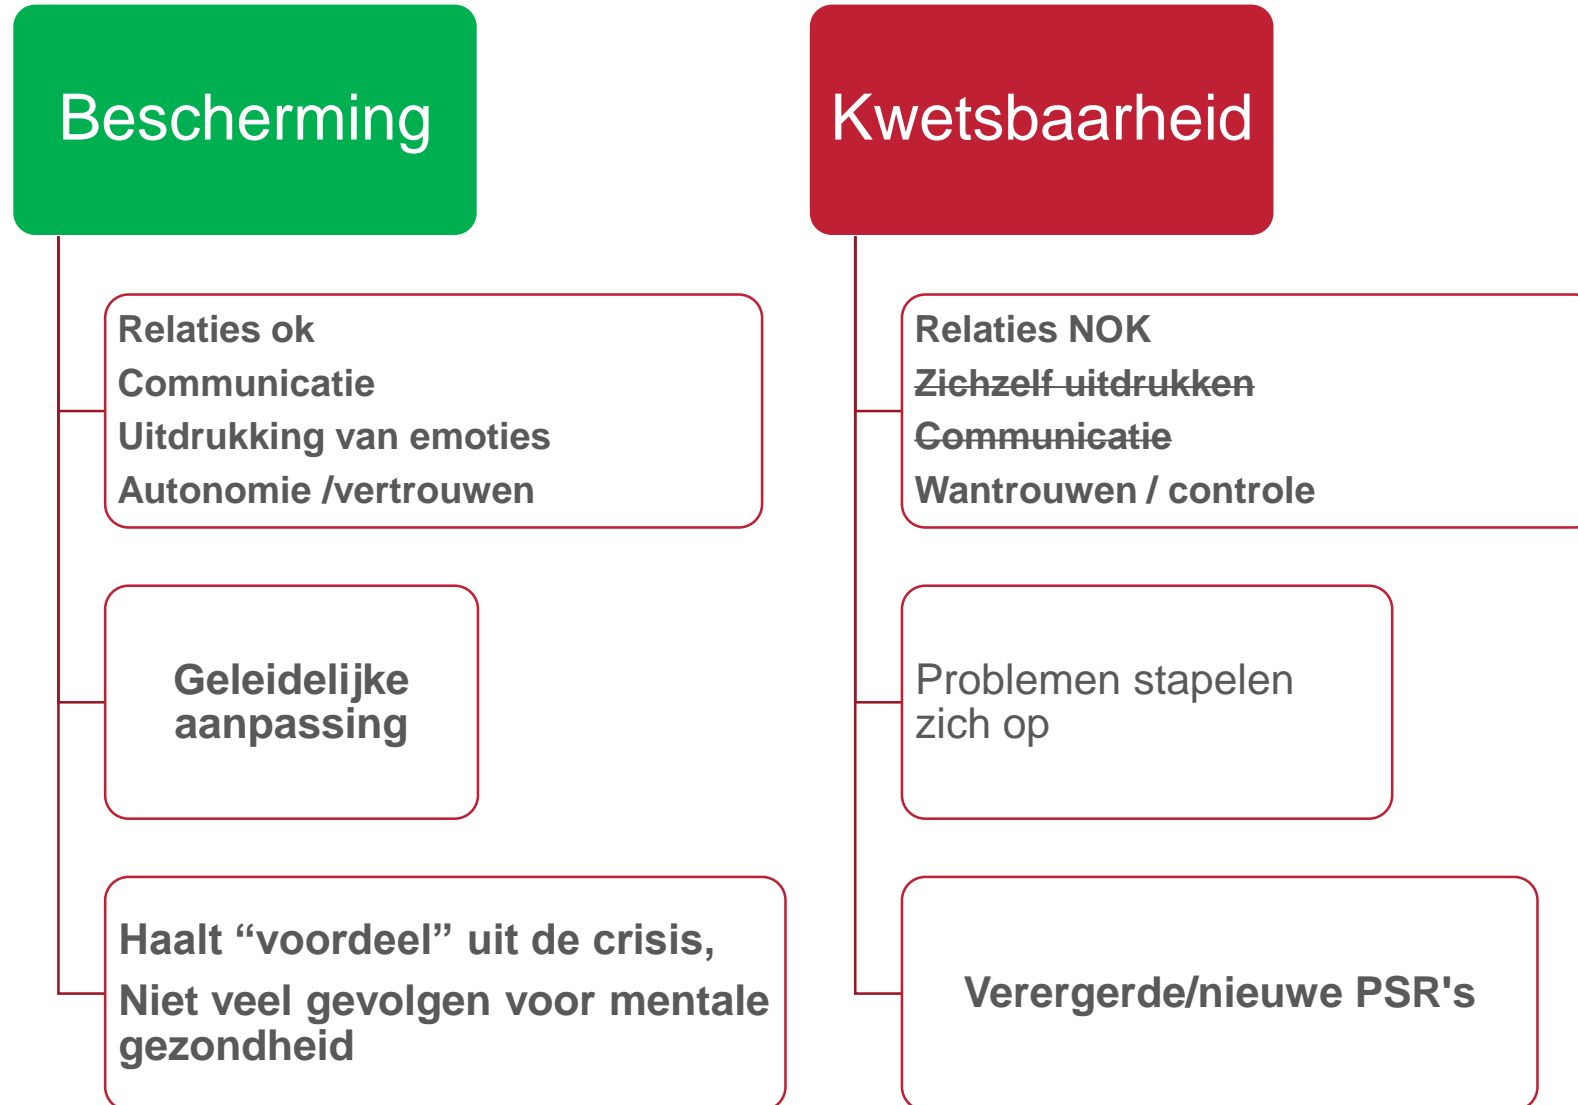 Bescherming
Relaties ok
Communicatie
Uitdrukking van emoties
Autonomie /vertrouwen
Geleidelijke
aanpassing
Haalt “voordeel” uit de crisis,
Niet veel gevolgen voor mentale
gezondheid
Kwetsbaarheid
Relaties NOK
Zichzelf uitdrukken
Communicatie
Wantrouwen / controle
Problemen stapelen
zich op
Verergerde/nieuwe PSR's